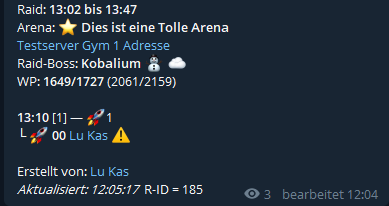 Raid: 13:02 bis 13:47
Arena: ⭐ Dies ist eine Tolle Arena
Testserver Gym 1 Adresse
Raid-Boss: Kobalium ⛄ ☁️
WP: 1649/1727 (2061/2159)
13:10 [1] — 🚀1
└ 🚀 00 Lu Kas ⚠️
Erstellt von: Lu Kas
Aktualisiert: 12:05:17 R-ID = 185
3 bearbeitet 12:04